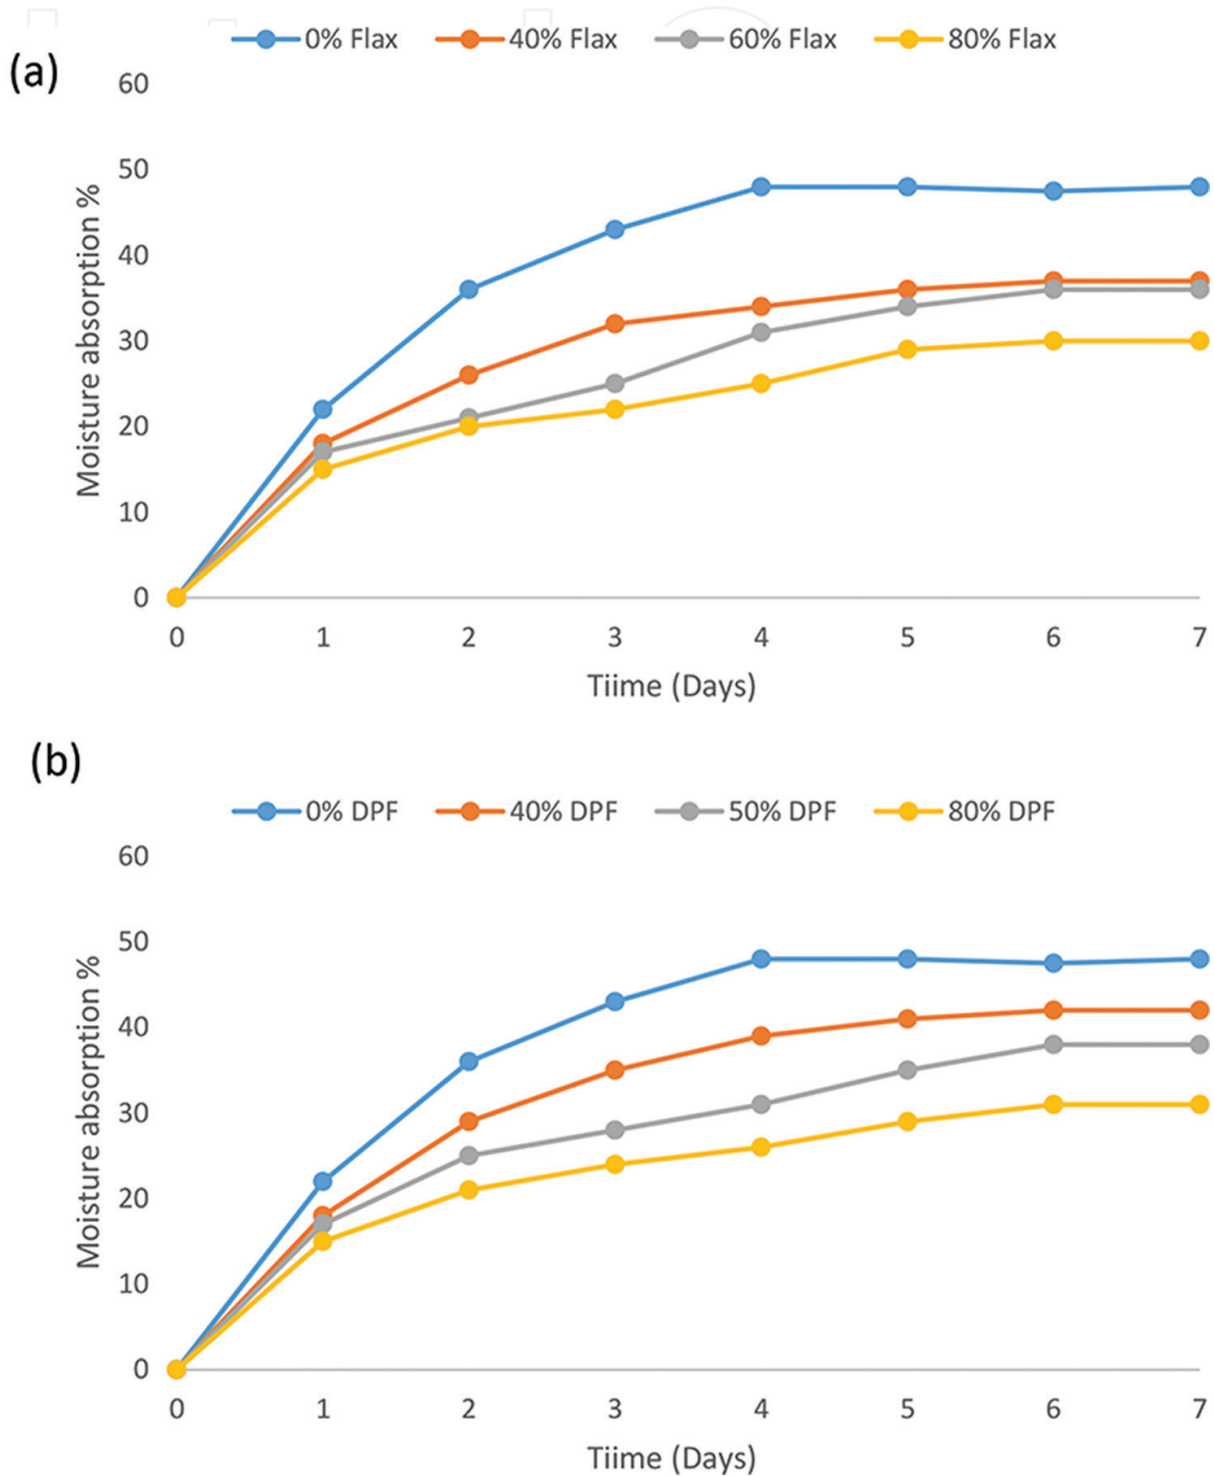 0% Flax 40% Flax 60% Flax 80% Flax
(a)
60
50
40
30
20
10
0
Moisture absorption %
0 1 2 3 4 5 6 7
Tiime (Days)
(b)
0% DPF 40% DPF 50% DPF 80% DPF
60
50
40
30
20
10
0
Moisture absorption %
0 1 2 3 4 5 6 7
Tiime (Days)